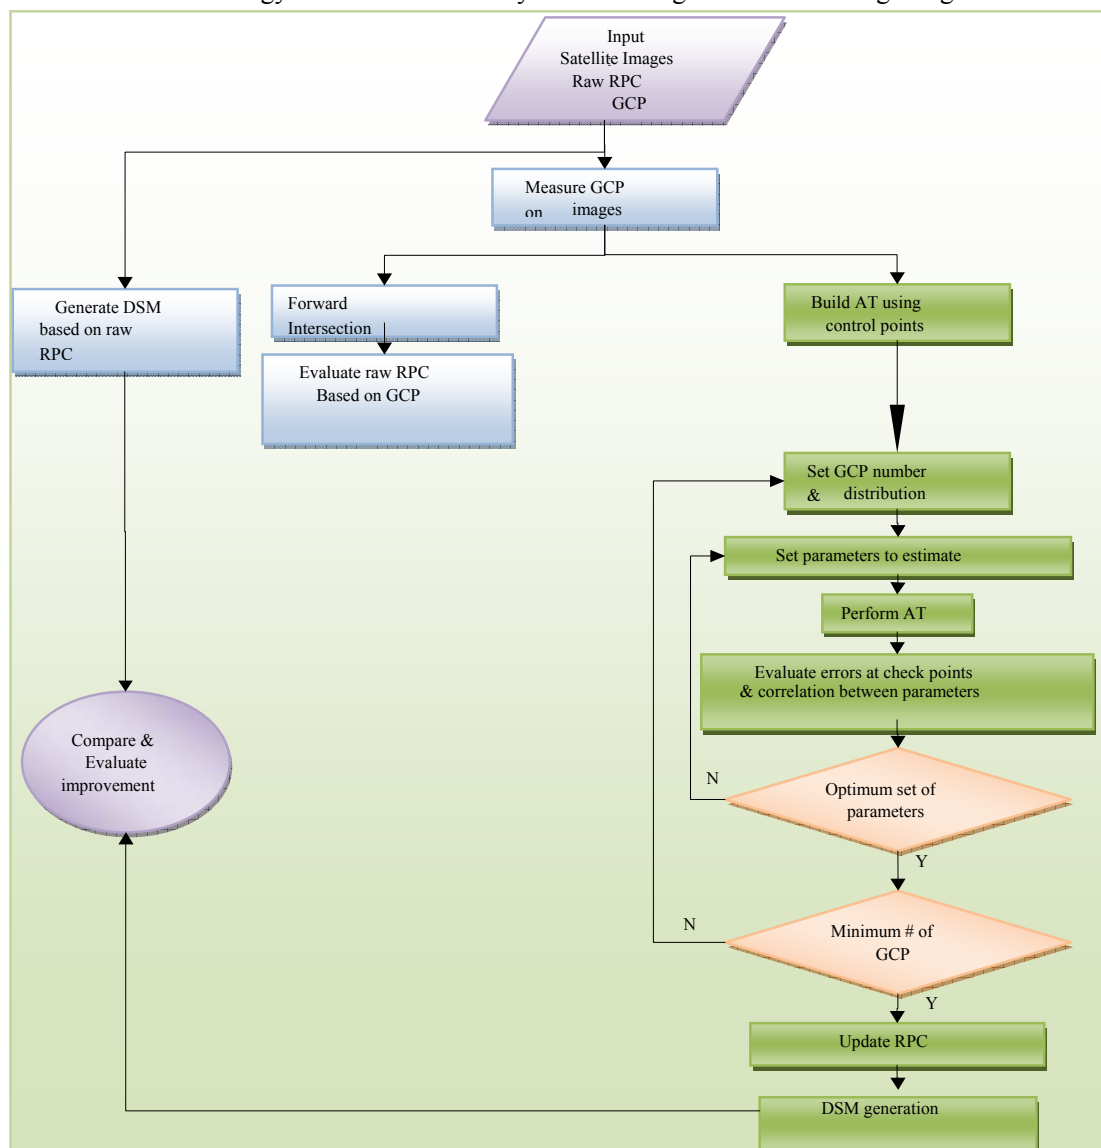 Input
Satellite Images
Raw RPC
GCP
Measure GCP
on images
Generate DSM
based on raw
RPC
Forward
Intersection
Evaluate raw RPC
Based on GCP
Build AT using
control points
Set GCP number
& distribution
Set parameters to estimate
Perform AT
Evaluate errors at check points
& correlation between parameters
Compare &
Evaluate
improvement
N
Optimum set of
parameters
Y
N
Minimum # of
GCP
Y
Update RPC
DSM generation